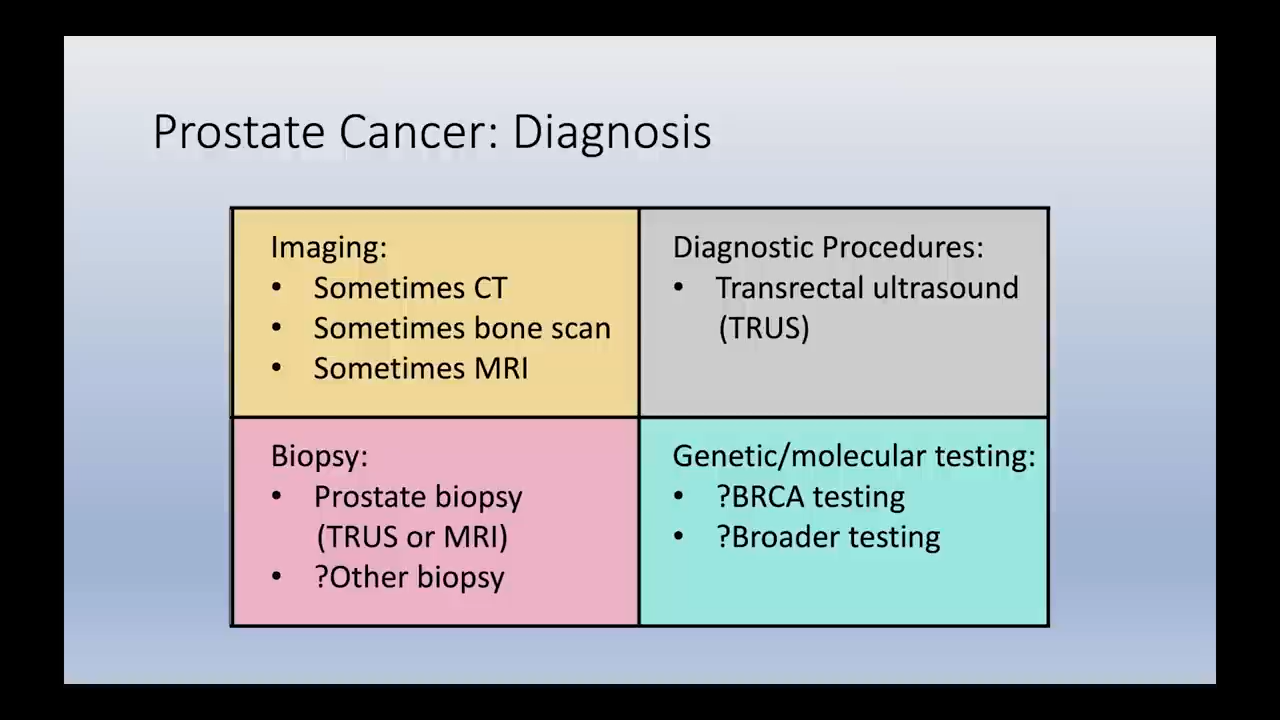 Prostate Cancer: Diagnosis
Imaging:
• Sometimes CT
• Sometimes bone scan
• Sometimes MRI
Diagnostic Procedures:
• Transrectal ultrasound
(TRUS)
Biopsy:
• Prostate biopsy
(TRUS or MRI)
• ?Other biopsy
Genetic/molecular testing:
• ?BRCA testing
• ?Broader testing